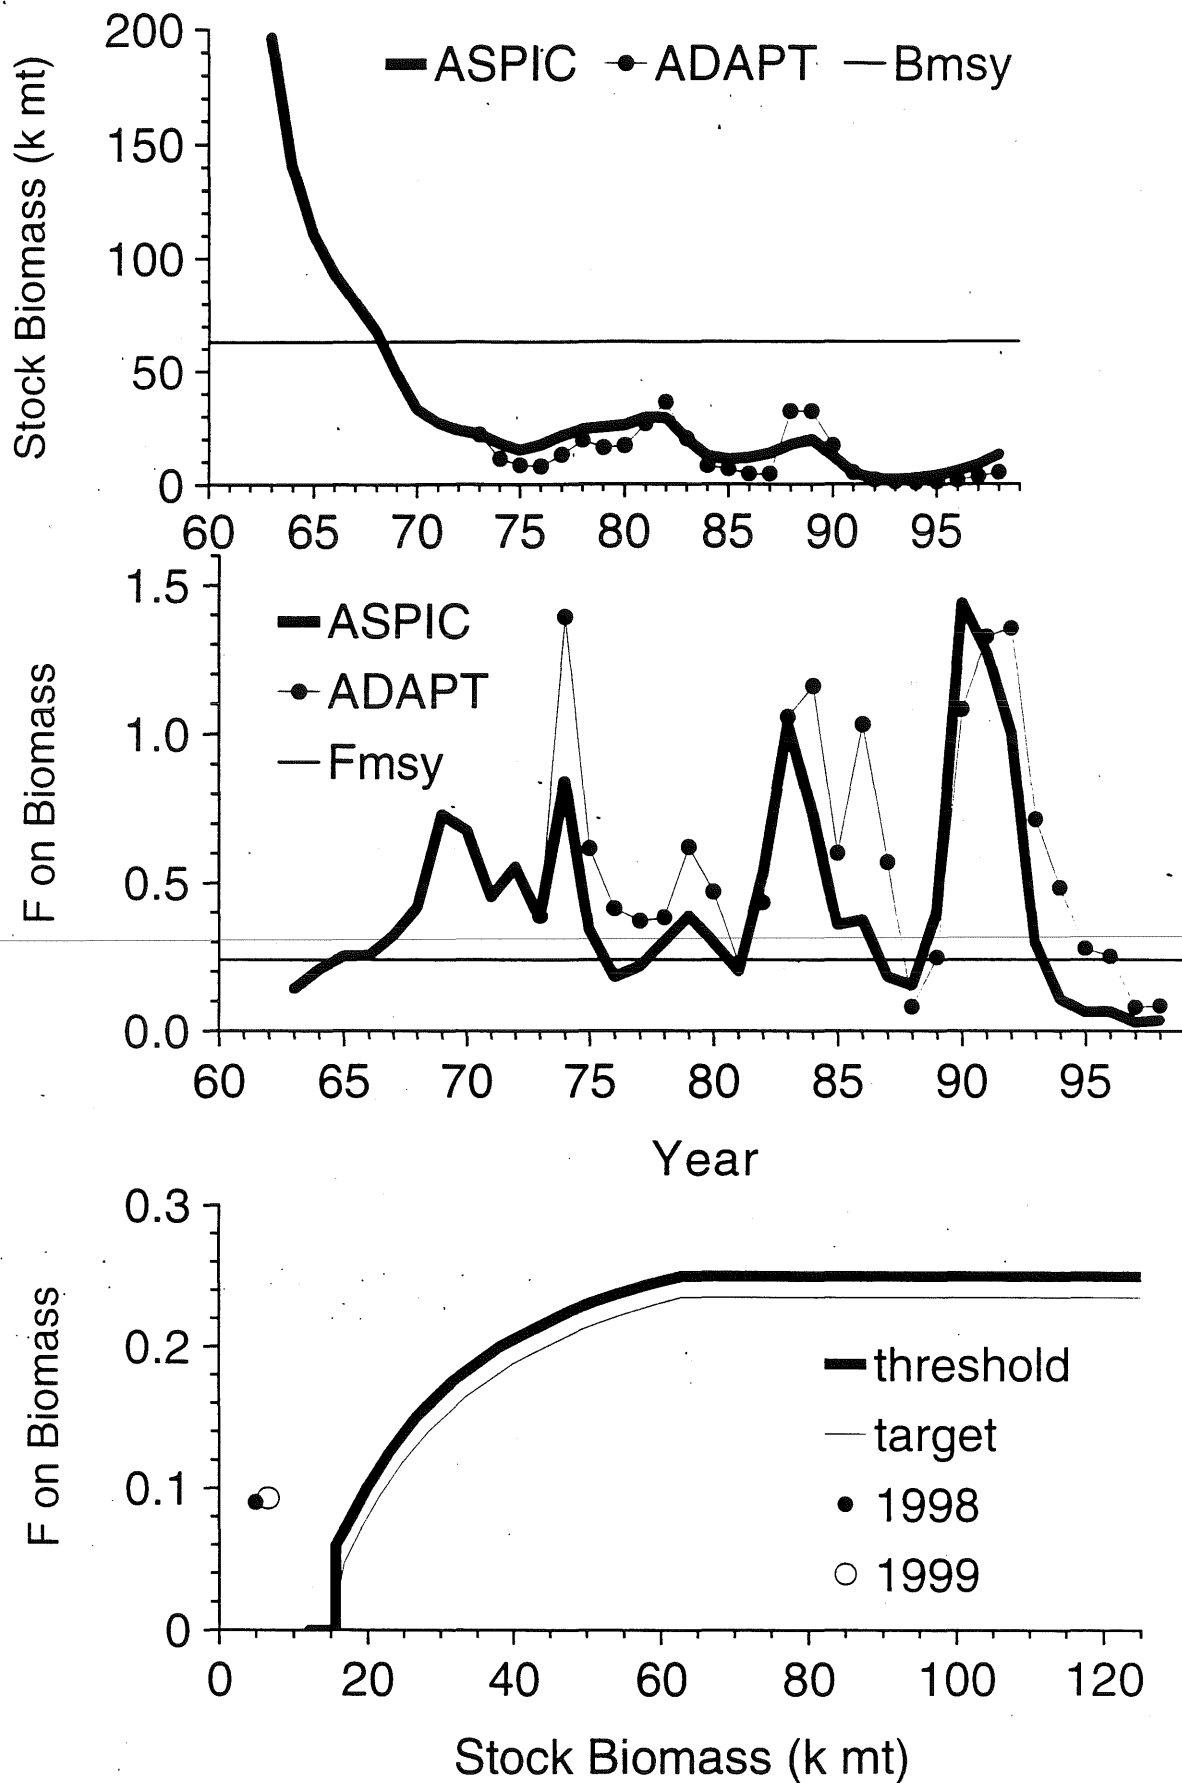 200
150
100
50
0
Stock Biomass (k mt)
ASPIC ADAPT Bmsy
60 65 70 75 80 85 90 95
1.5
1.0
0.5
0.0
F on Biomass
ASPIC
ADAPT
Fmsy
60 65 70 75 80 85 90 95
Year
0.3
0.2
0.1
0
F on Biomass
threshold
target
1998
1999
0 20 40 60 80 100 120
Stock Biomass (k mt)